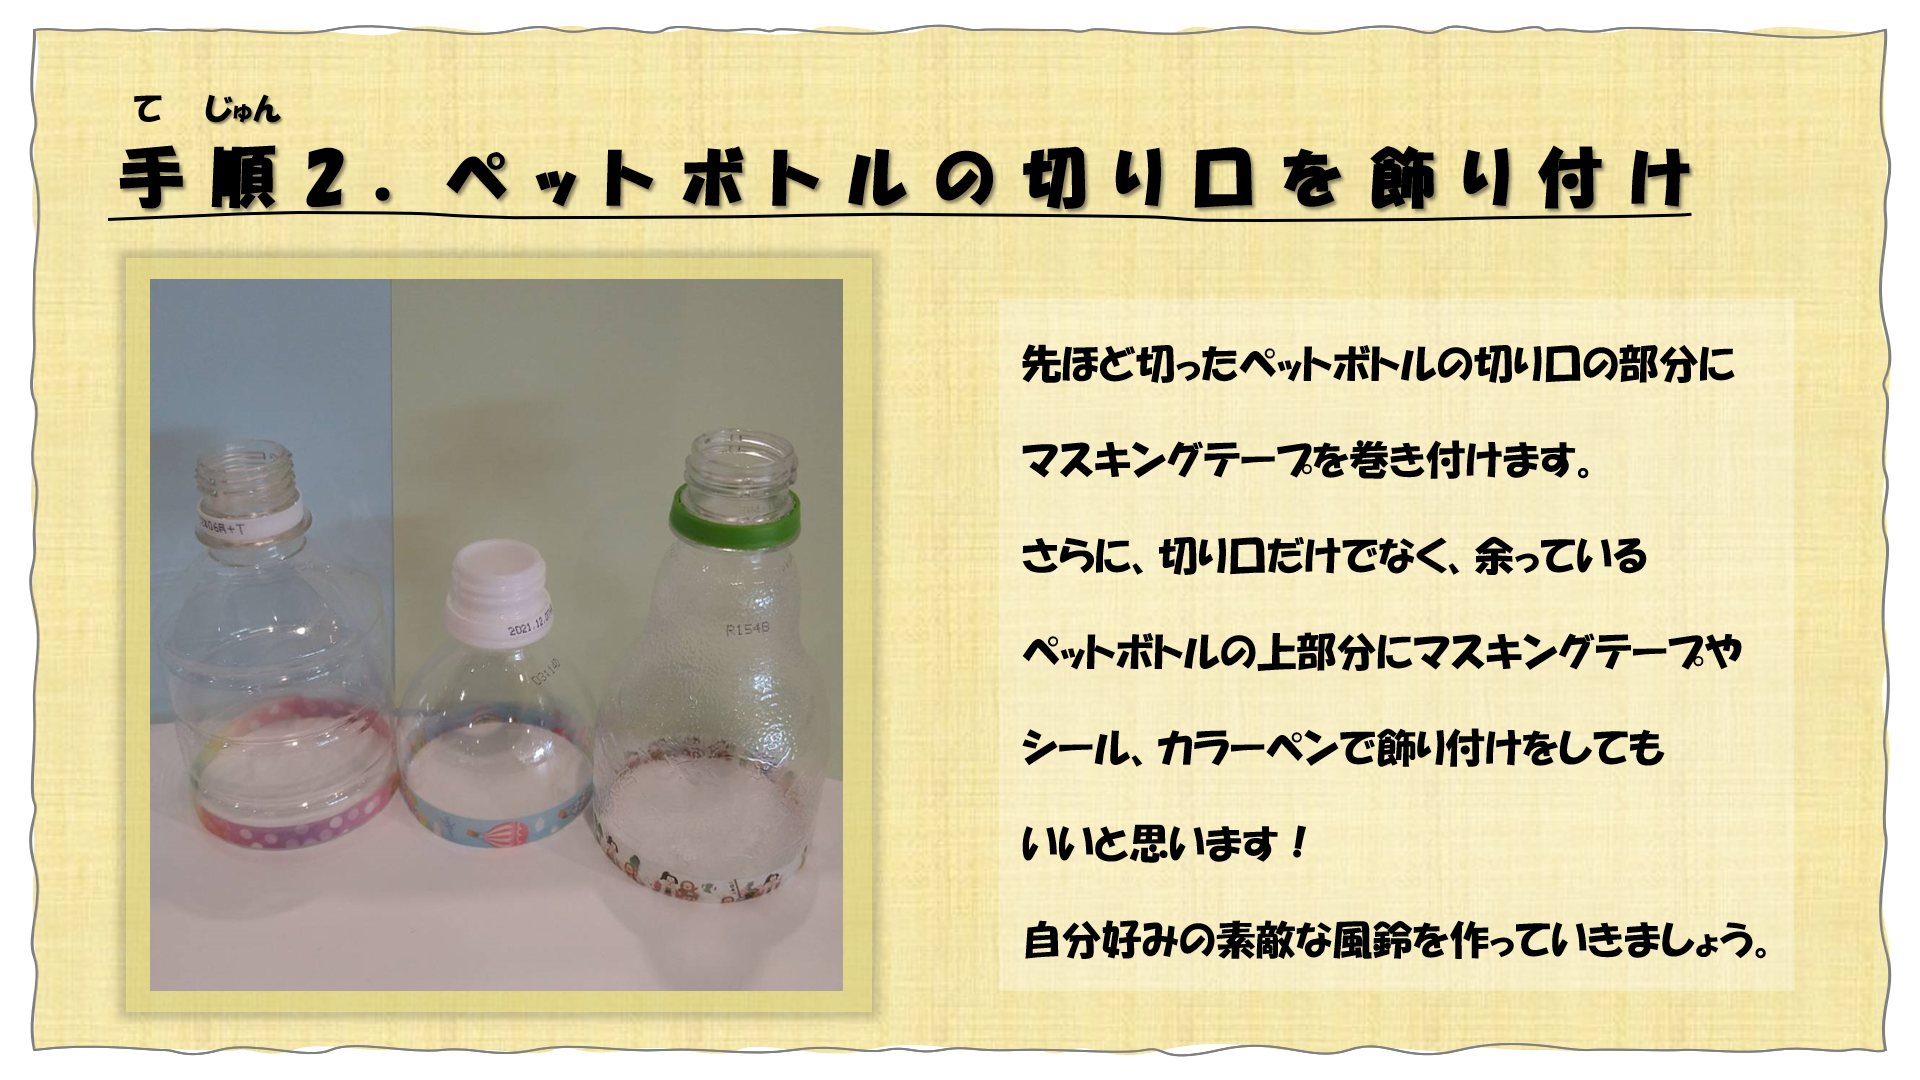 て じゅん
手順2.ペットボトルの切り口を飾り付け
先ほど切ったペットボトルの切り口の部分に
マスキングテープを巻き付けます。
さらに、切り口だけでなく、余っている
ペットボトルの上部分にマスキングテープや
シール、カラーペンで飾り付けをしても
いいと思います!
自分好みの素敵な風鈴を作っていきましょう。
R154B
031140